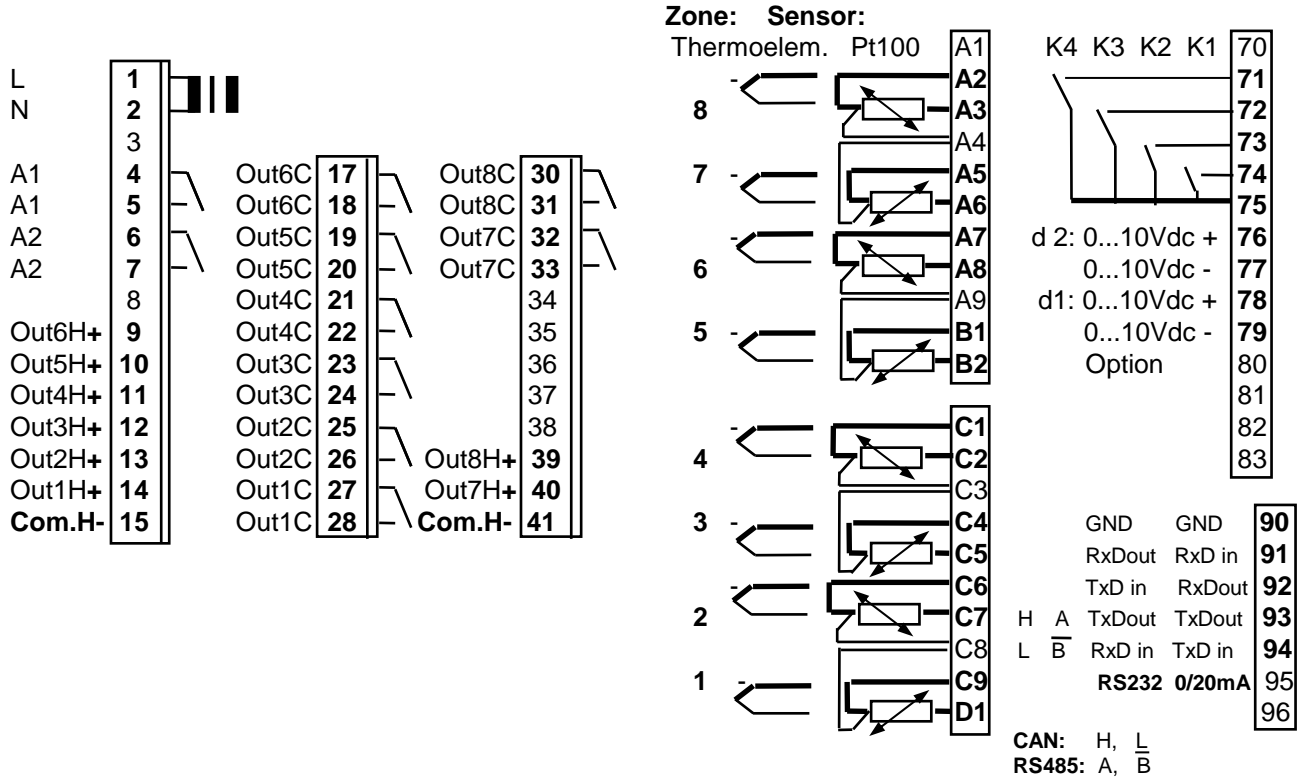 Zone: Sensor:
Thermoelem. Pt100 A1
A2
8 - A3
A4
7 - A5
A6
- A7
6 A8
A9
5 - B1
B2
- C1
4 C2
C3
3 - C4
C5
- C6
2 C7
C8
1 - C9
D1
L 1
N 2
3
A1 4
A1 5
A2 6
A2 7
8
Out6H+ 9
Out5H+ 10
Out4H+ 11
Out3H+ 12
Out2H+ 13
Out1H+ 14
Com.H- 15
Out6C 17
Out6C 18
Out5C 19
Out5C 20
Out4C 21
Out4C 22
Out3C 23
Out3C 24
Out2C 25
Out2C 26
Out1C 27
Out1C 28
Out8C 30
Out8C 31
Out7C 32
Out7C 33
34
35
36
37
38
Out8H+ 39
Out7H+ 40
Com.H- 41
K4 K3 K2 K1 70
71
72
73
74
75
d 2: 0...10Vdc + 76
0...10Vdc - 77
d1: 0...10Vdc + 78
0...10Vdc - 79
Option 80
81
82
83
GND GND 90
RxDout RxD in 91
TxD in RxDout 92
H A TxDout TxDout 93
L B̅ RxD in TxD in 94
RS232 0/20mA 95
96
CAN: H, L
RS485: A, B̅